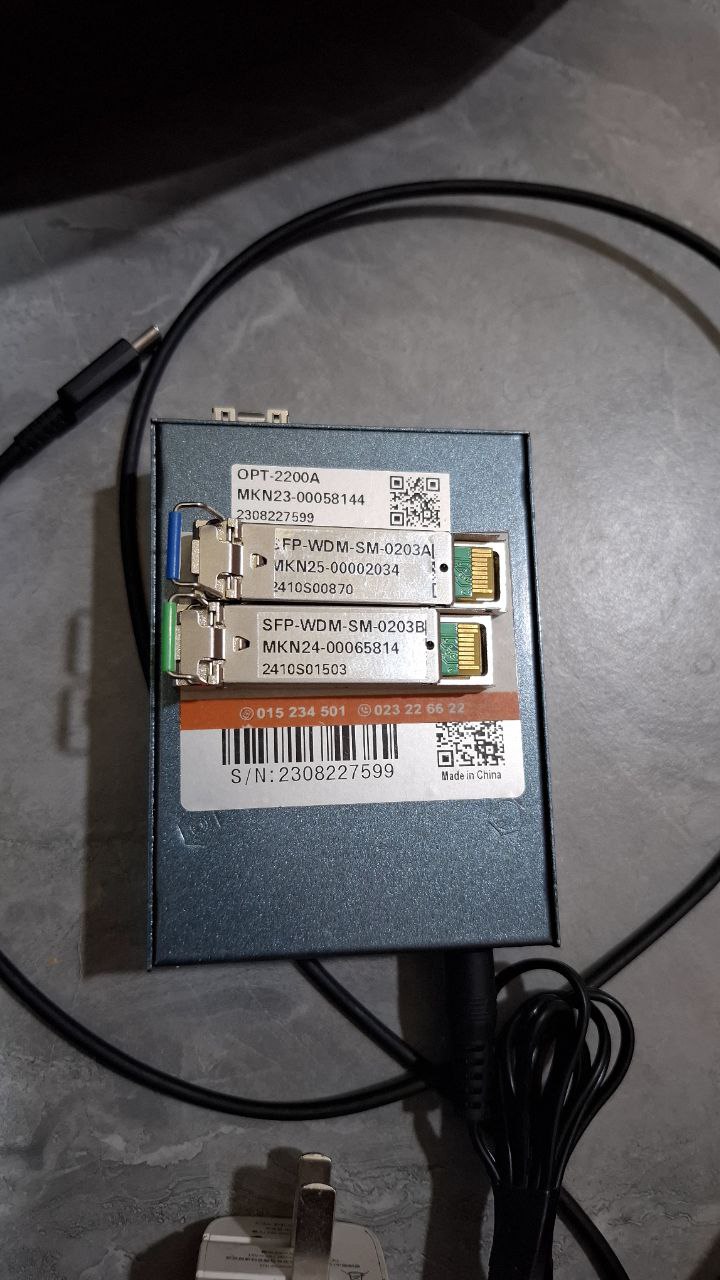 OPT-2200A
MKN23-00058144
2308227599
SFP-WDM-SM-0203A
MKN25-00002034
2410S00870
SFP-WDM-SM-0203B
MKN24-00065814
2410S01503
015 234 501 023 22 66 22
S/N:2308227599
Made in China